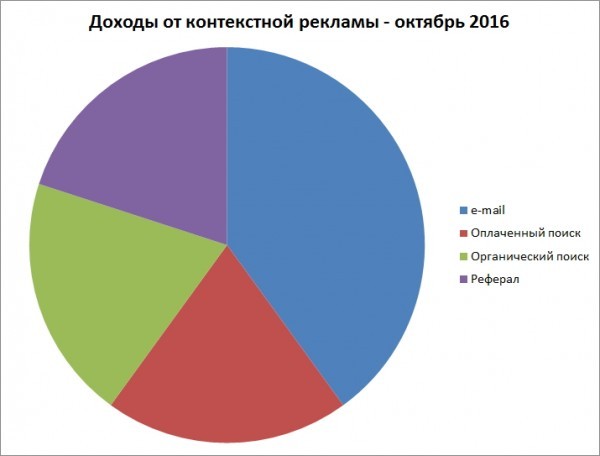 Доходы от контекстной рекламы - октябрь 2016
e-mail
Оплаченный поиск
Органический поиск
Реферал